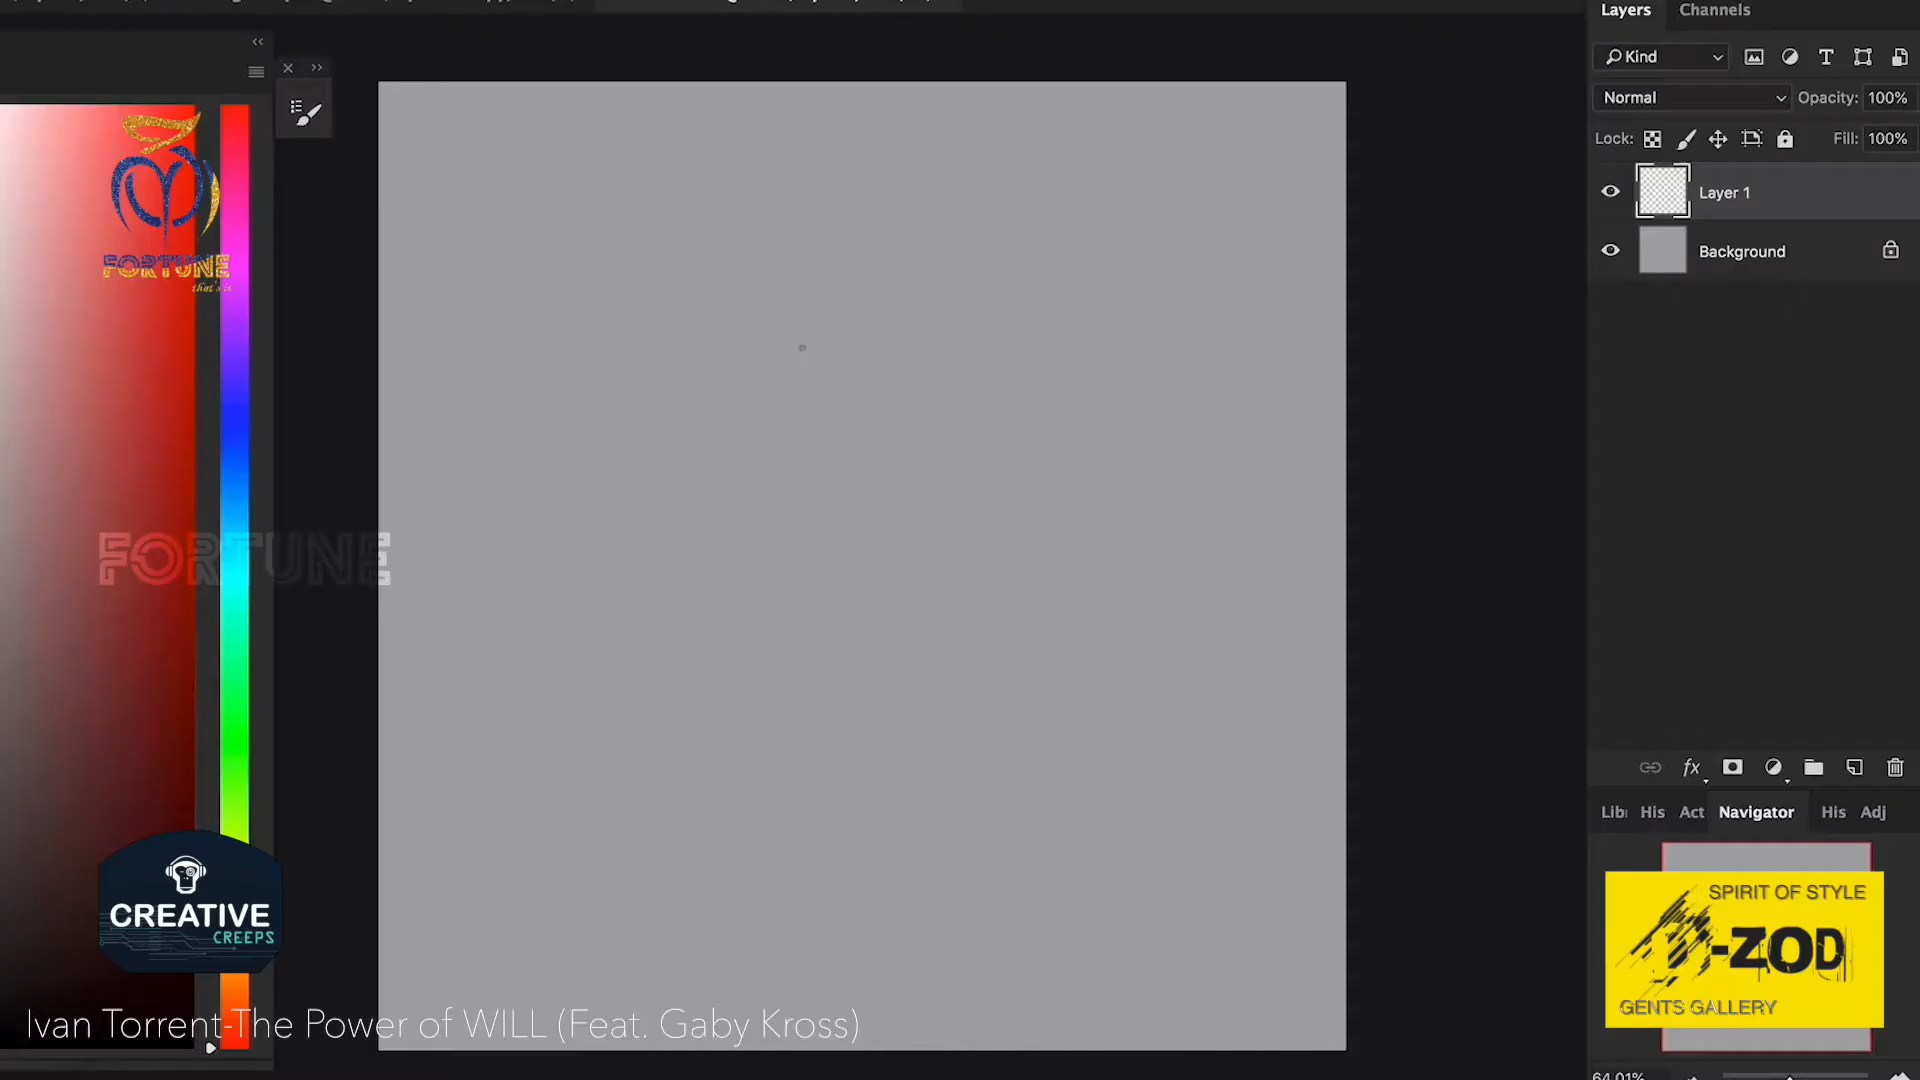 Layers Channels
Kind
Normal Opacity: 100%
Lock: Fill: 100%
Layer 1
Background
FORTUNE
that's it
FORTUNE
fx
His Act Navigator His Adj
CREATIVE
CREEPS
SPIRIT OF STYLE
-ZOD
GENTS GALLERY
Ivan Torrent-The Power of WILL (Feat. Gaby Kross)
64.01%